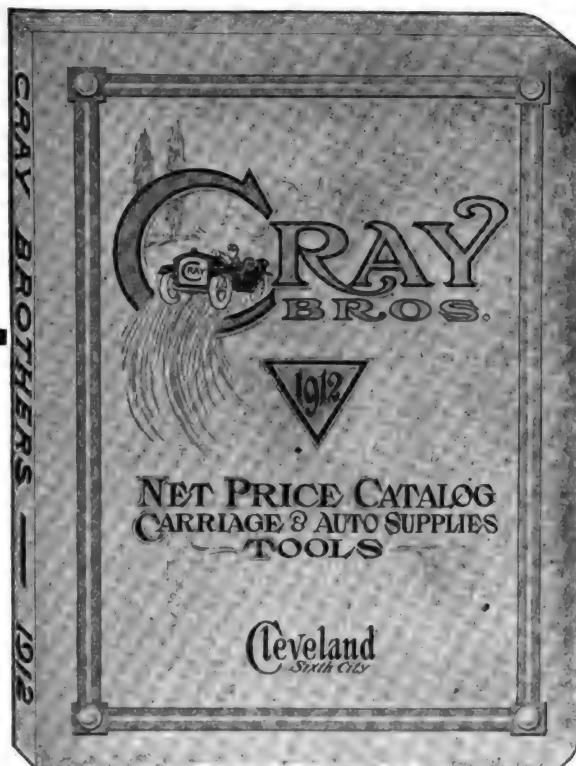 CRAY BROTHERS — 1912
CRAY
BROS.
CRAY
1912
NET PRICE CATALOG
CARRIAGE & AUTO SUPPLIES
TOOLS
Cleveland
Sixth City